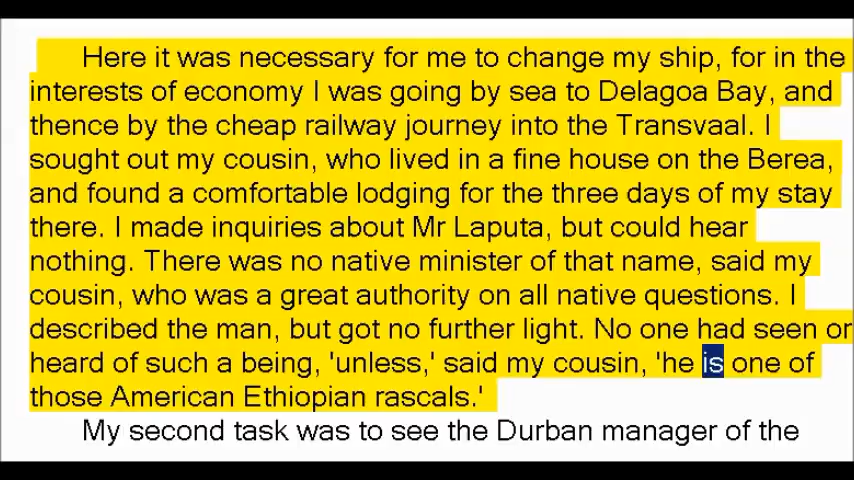 Here it was necessary for me to change my ship, for in the
interests of economy I was going by sea to Delagoa Bay, and
thence by the cheap railway journey into the Transvaal. I
sought out my cousin, who lived in a fine house on the Berea,
and found a comfortable lodging for the three days of my stay
there. I made inquiries about Mr Laputa, but could hear
nothing. There was no native minister of that name, said my
cousin, who was a great authority on all native questions. I
described the man, but got no further light. No one had seen or
heard of such a being, 'unless,' said my cousin, 'he is one of
those American Ethiopian rascals.'
My second task was to see the Durban manager of the